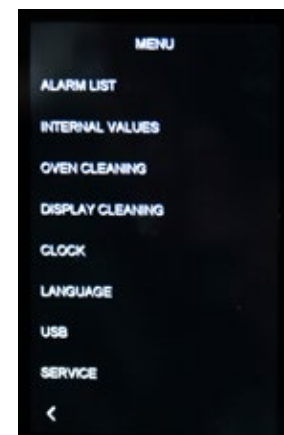 MENU
ALARM LIST
INTERNAL VALUES
OVEN CLEANING
DISPLAY CLEANING
CLOCK
LANGUAGE
USB
SERVICE
<